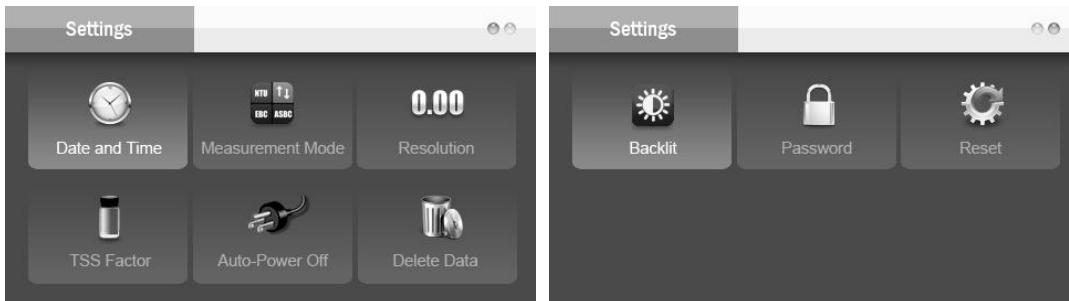 Settings
NTU
EBC ASBC
0.00
Date and Time
Measurement Mode
Resolution
TSS Factor
Auto-Power Off
Delete Data
Settings
Backlit
Password
Reset